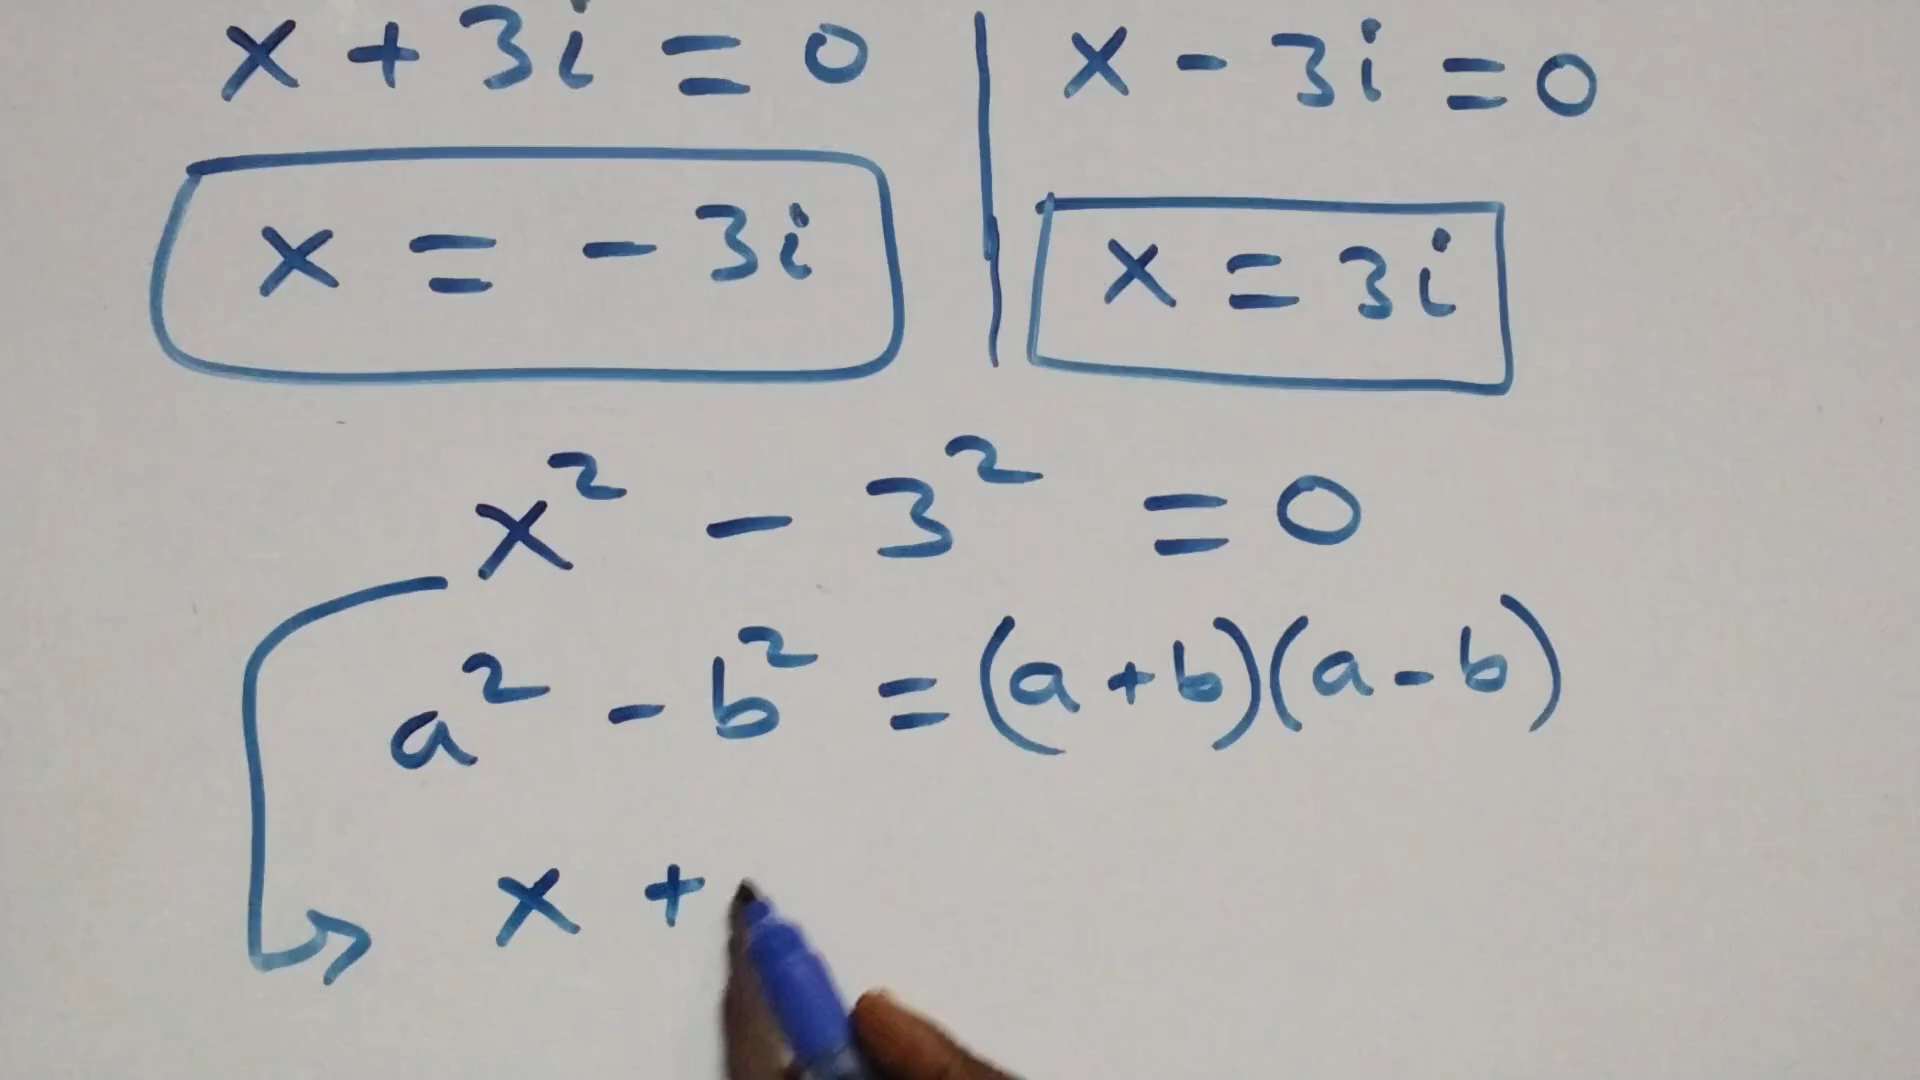 x + 3i = 0 | x - 3i = 0
x = - 3i | x = 3i
x² - 3² = 0
a² - b² = (a + b)(a - b)
x +